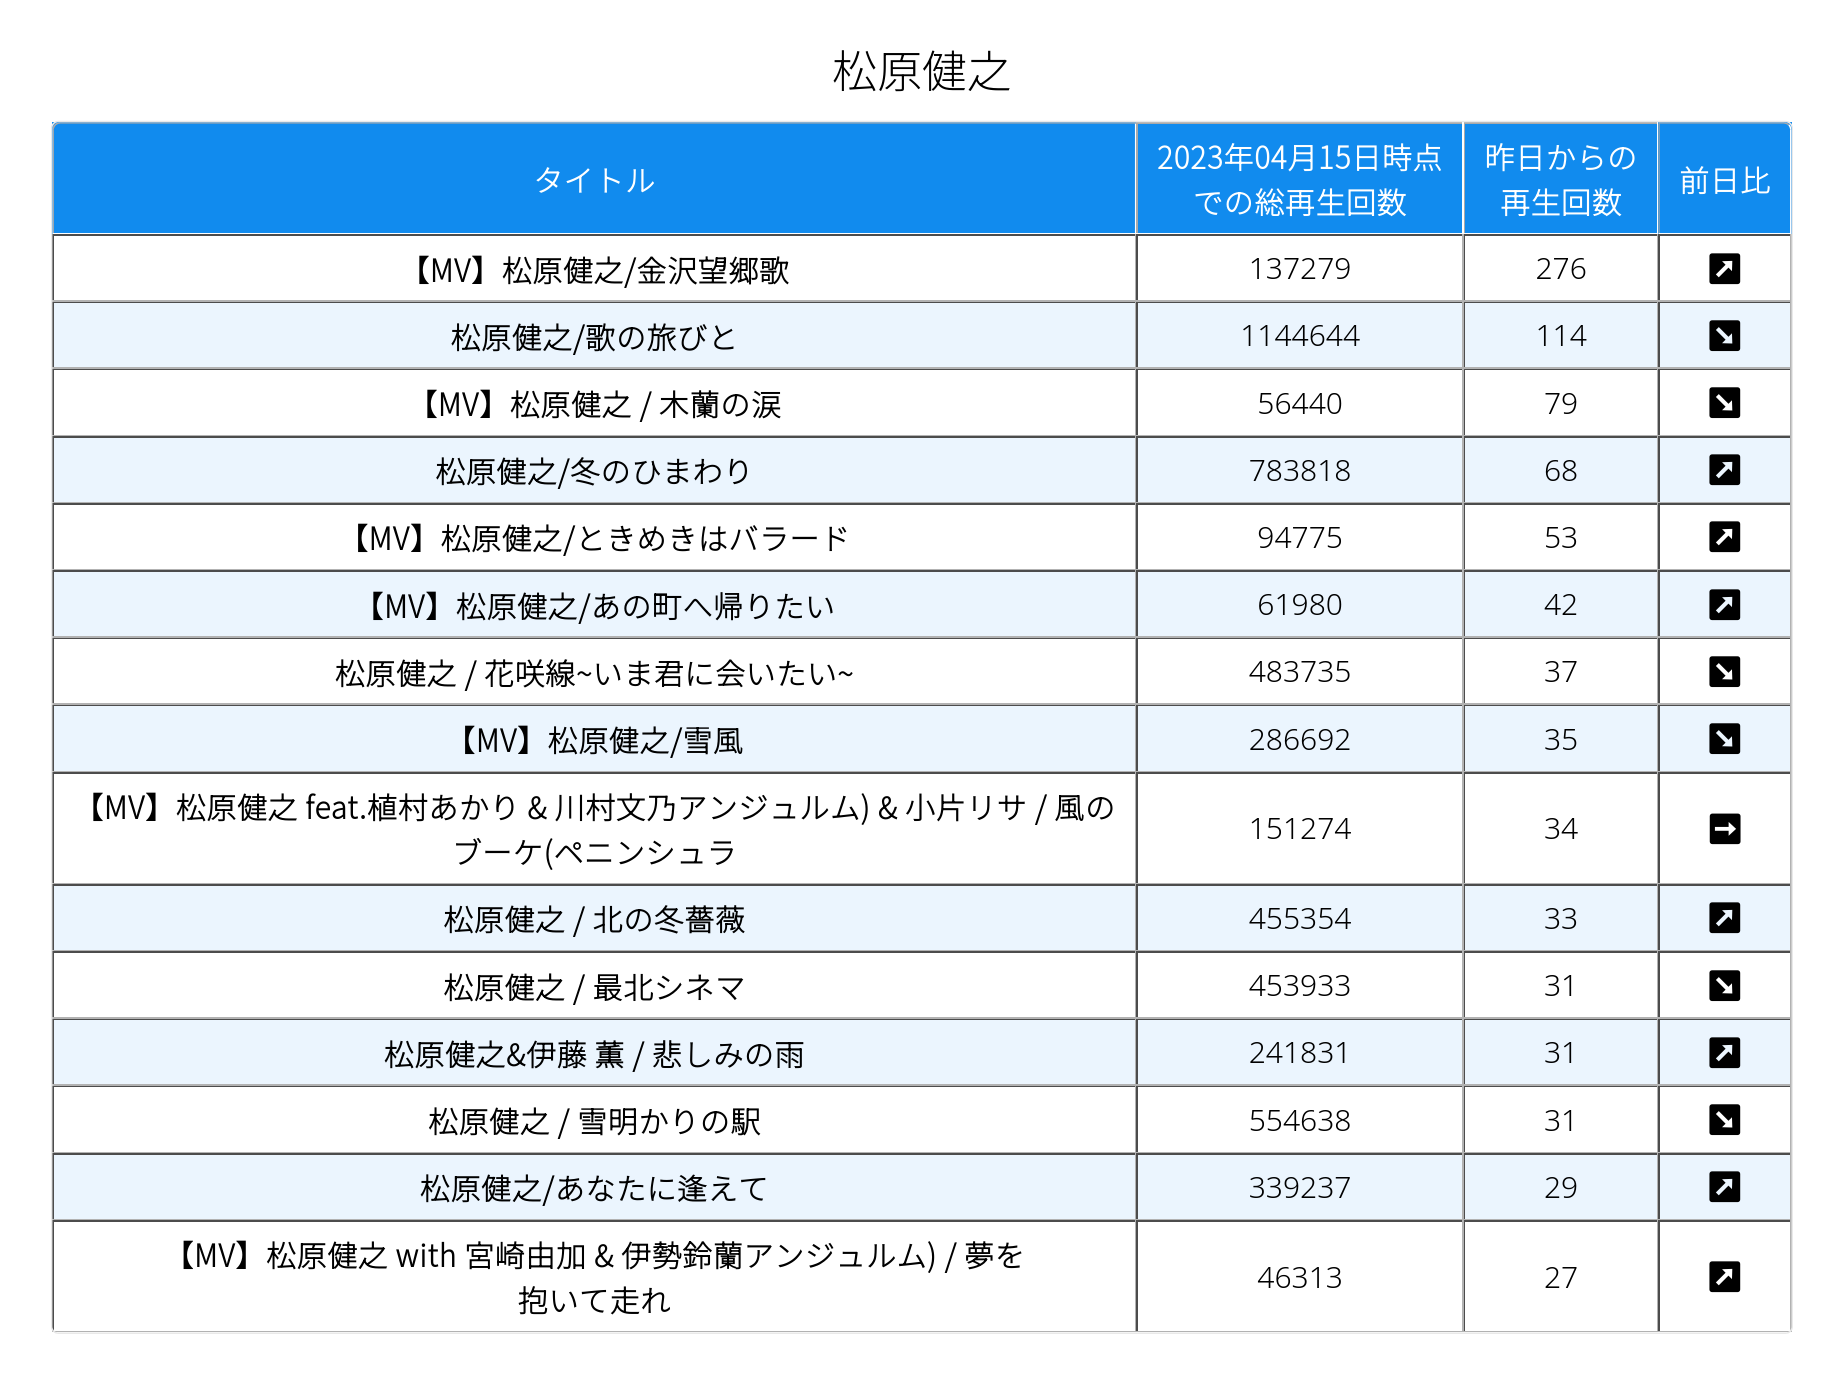 松原健之
タイトル
2023年04月15日時点
での総再生回数
昨日からの
再生回数
前日比
【MV】松原健之/金沢望郷歌 137279 276 ↗
松原健之/歌の旅びと 1144644 114 ↘
【MV】松原健之 / 木蘭の涙 56440 79 ↘
松原健之/冬のひまわり 783818 68 ↗
【MV】松原健之/ときめきはバラード 94775 53 ↗
【MV】松原健之/あの町へ帰りたい 61980 42 ↗
松原健之 / 花咲線~いま君に会いたい~ 483735 37 ↘
【MV】松原健之/雪風 286692 35 ↘
【MV】松原健之 feat.植村あかり & 川村文乃アンジュルム) & 小片リサ / 風の
ブーケ(ペニンシュラ 151274 34 →
松原健之 / 北の冬薔薇 455354 33 ↗
松原健之 / 最北シネマ 453933 31 ↘
松原健之&伊藤 薫 / 悲しみの雨 241831 31 ↗
松原健之 / 雪明かりの駅 554638 31 ↘
松原健之/あなたに逢えて 339237 29 ↗
【MV】松原健之 with 宮崎由加 & 伊勢鈴蘭アンジュルム) / 夢を
抱いて走れ 46313 27 ↗